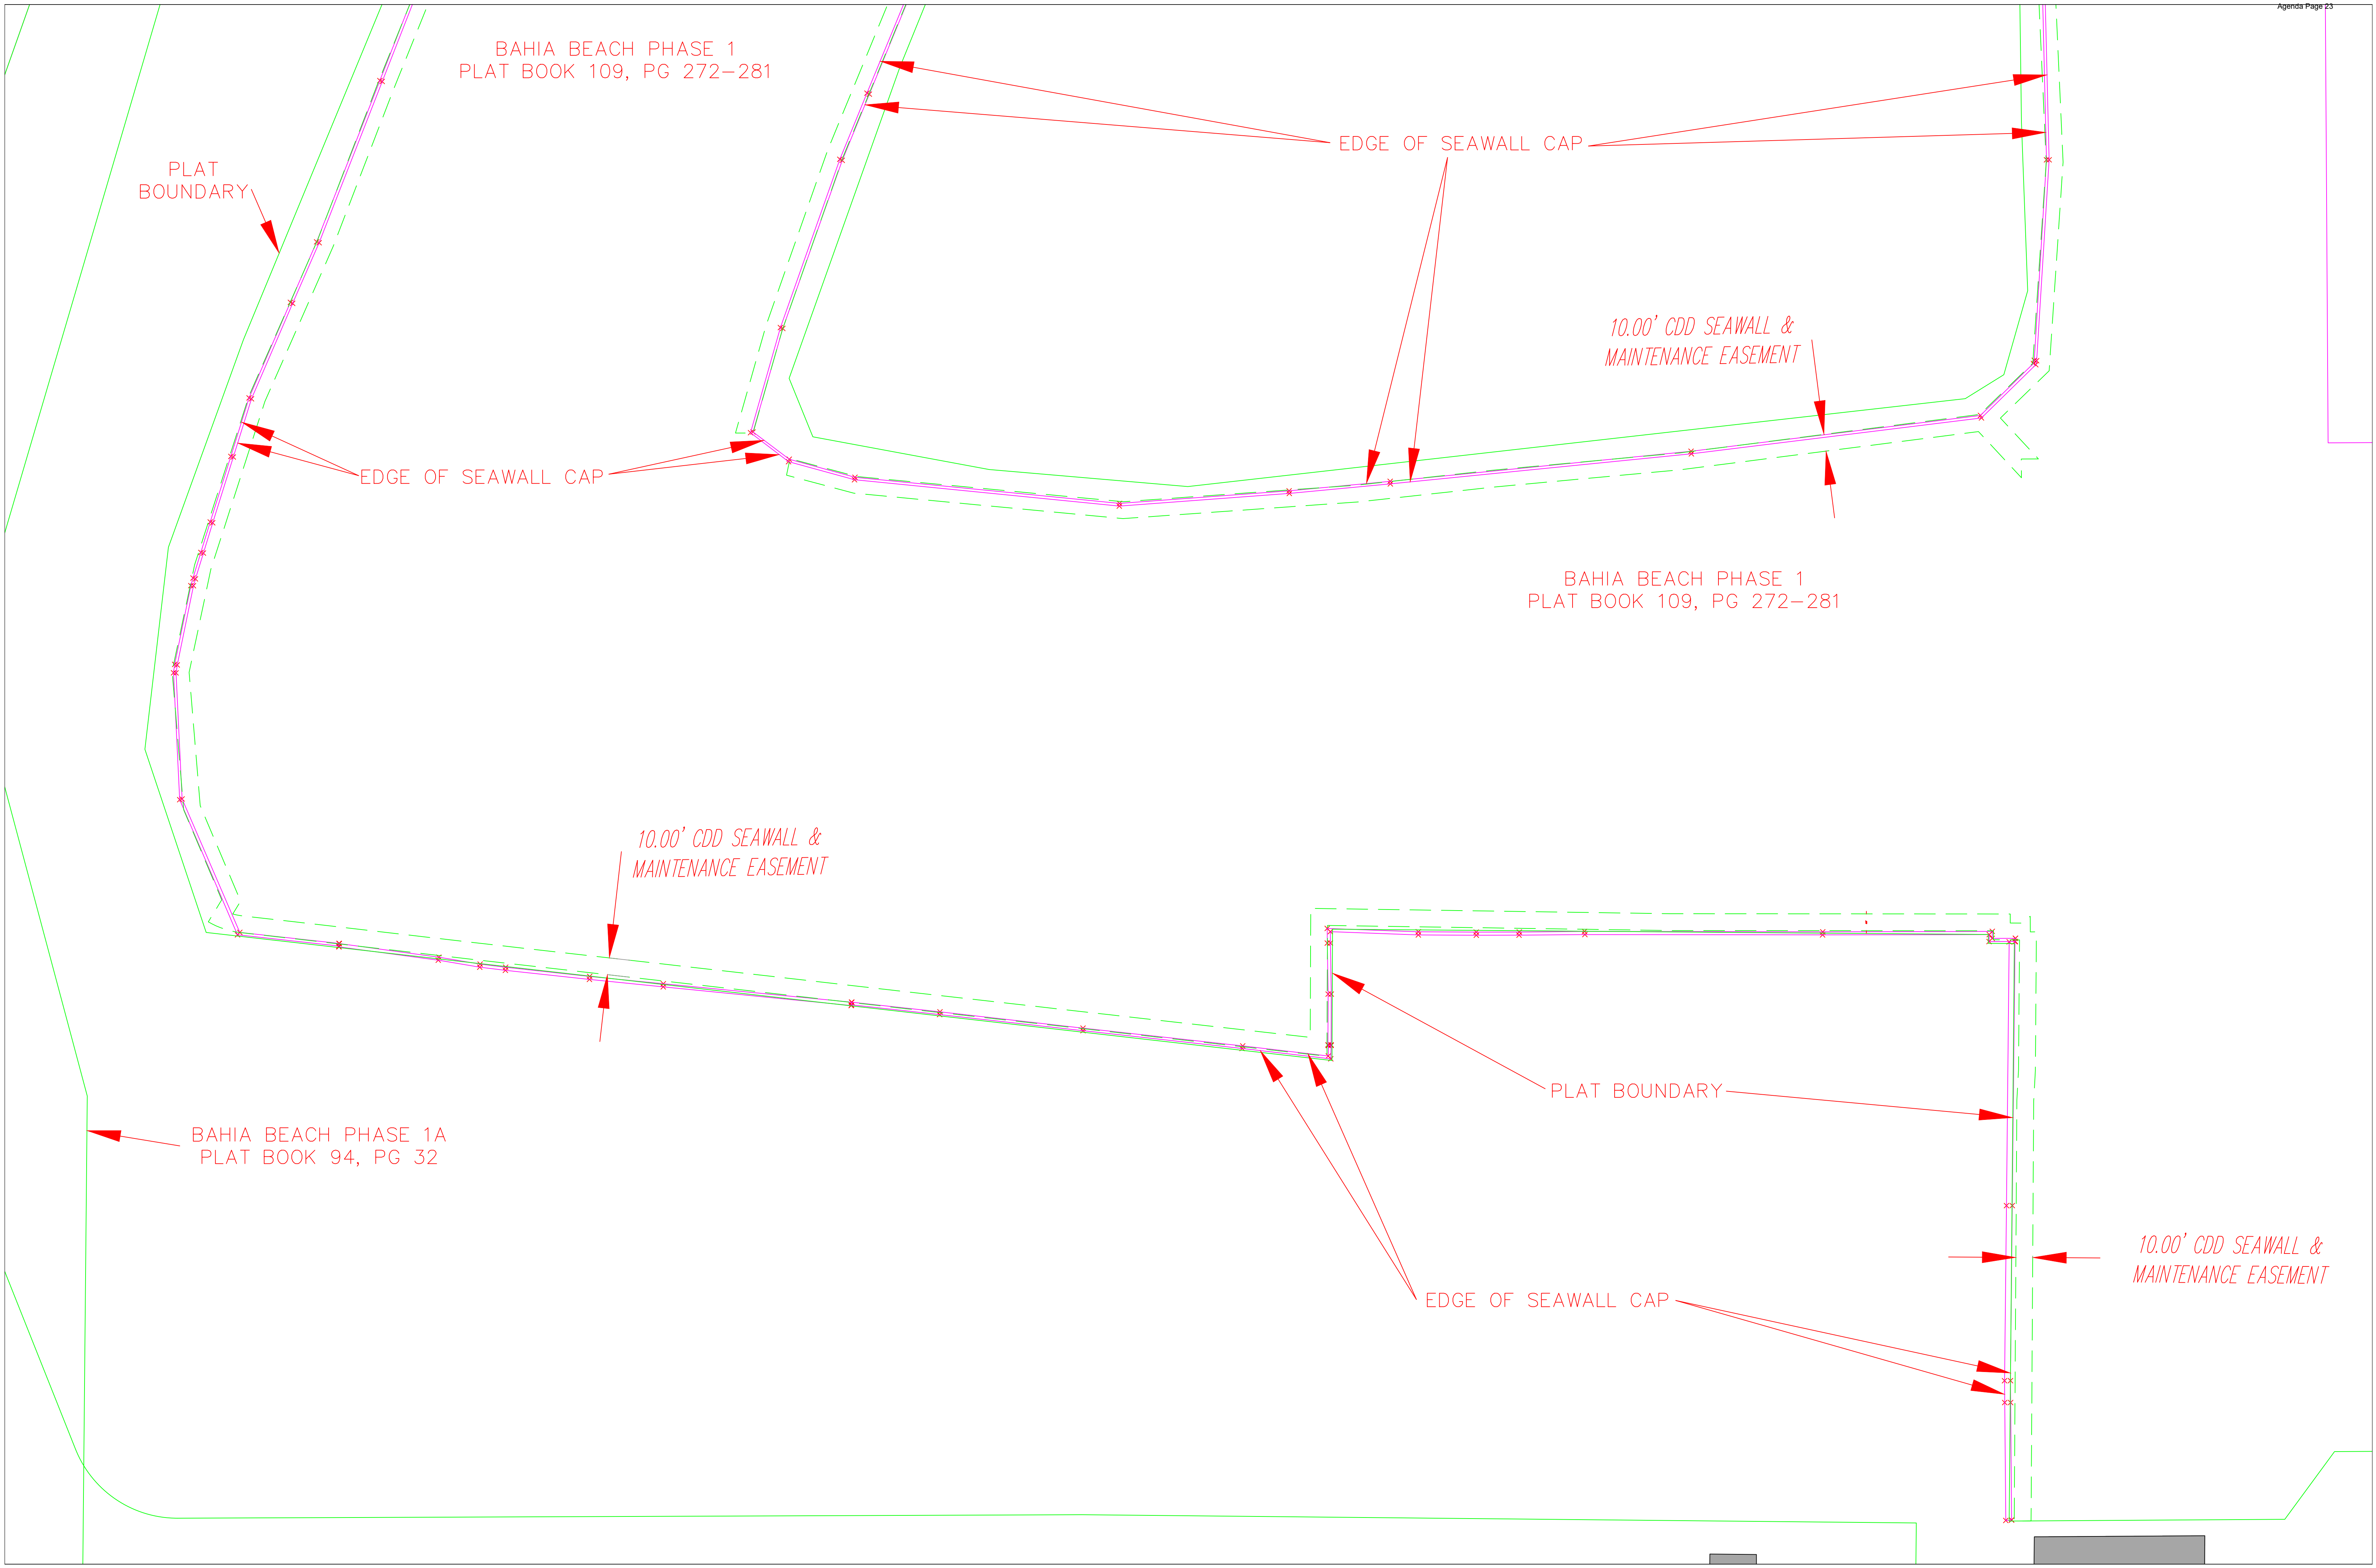 Agenda Page 23
BAHIA BEACH PHASE 1
PLAT BOOK 109, PG 272-281
EDGE OF SEAWALL CAP
PLAT
BOUNDARY
10.00' CDD SEAWALL &
MAINTENANCE EASEMENT
EDGE OF SEAWALL CAP
BAHIA BEACH PHASE 1
PLAT BOOK 109, PG 272-281
10.00' CDD SEAWALL &
MAINTENANCE EASEMENT
PLAT BOUNDARY
BAHIA BEACH PHASE 1A
PLAT BOOK 94, PG 32
10.00' CDD SEAWALL &
MAINTENANCE EASEMENT
EDGE OF SEAWALL CAP